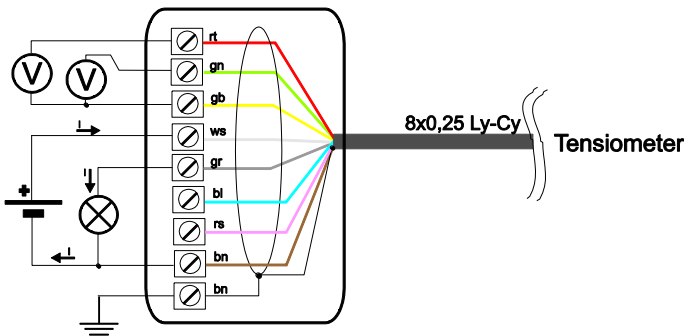 rt
V
V
gn
gb
8x0,25 Ly-Cy
ws
I
Tensiometer
gr
I
+
bl
rs
bn
I
bn